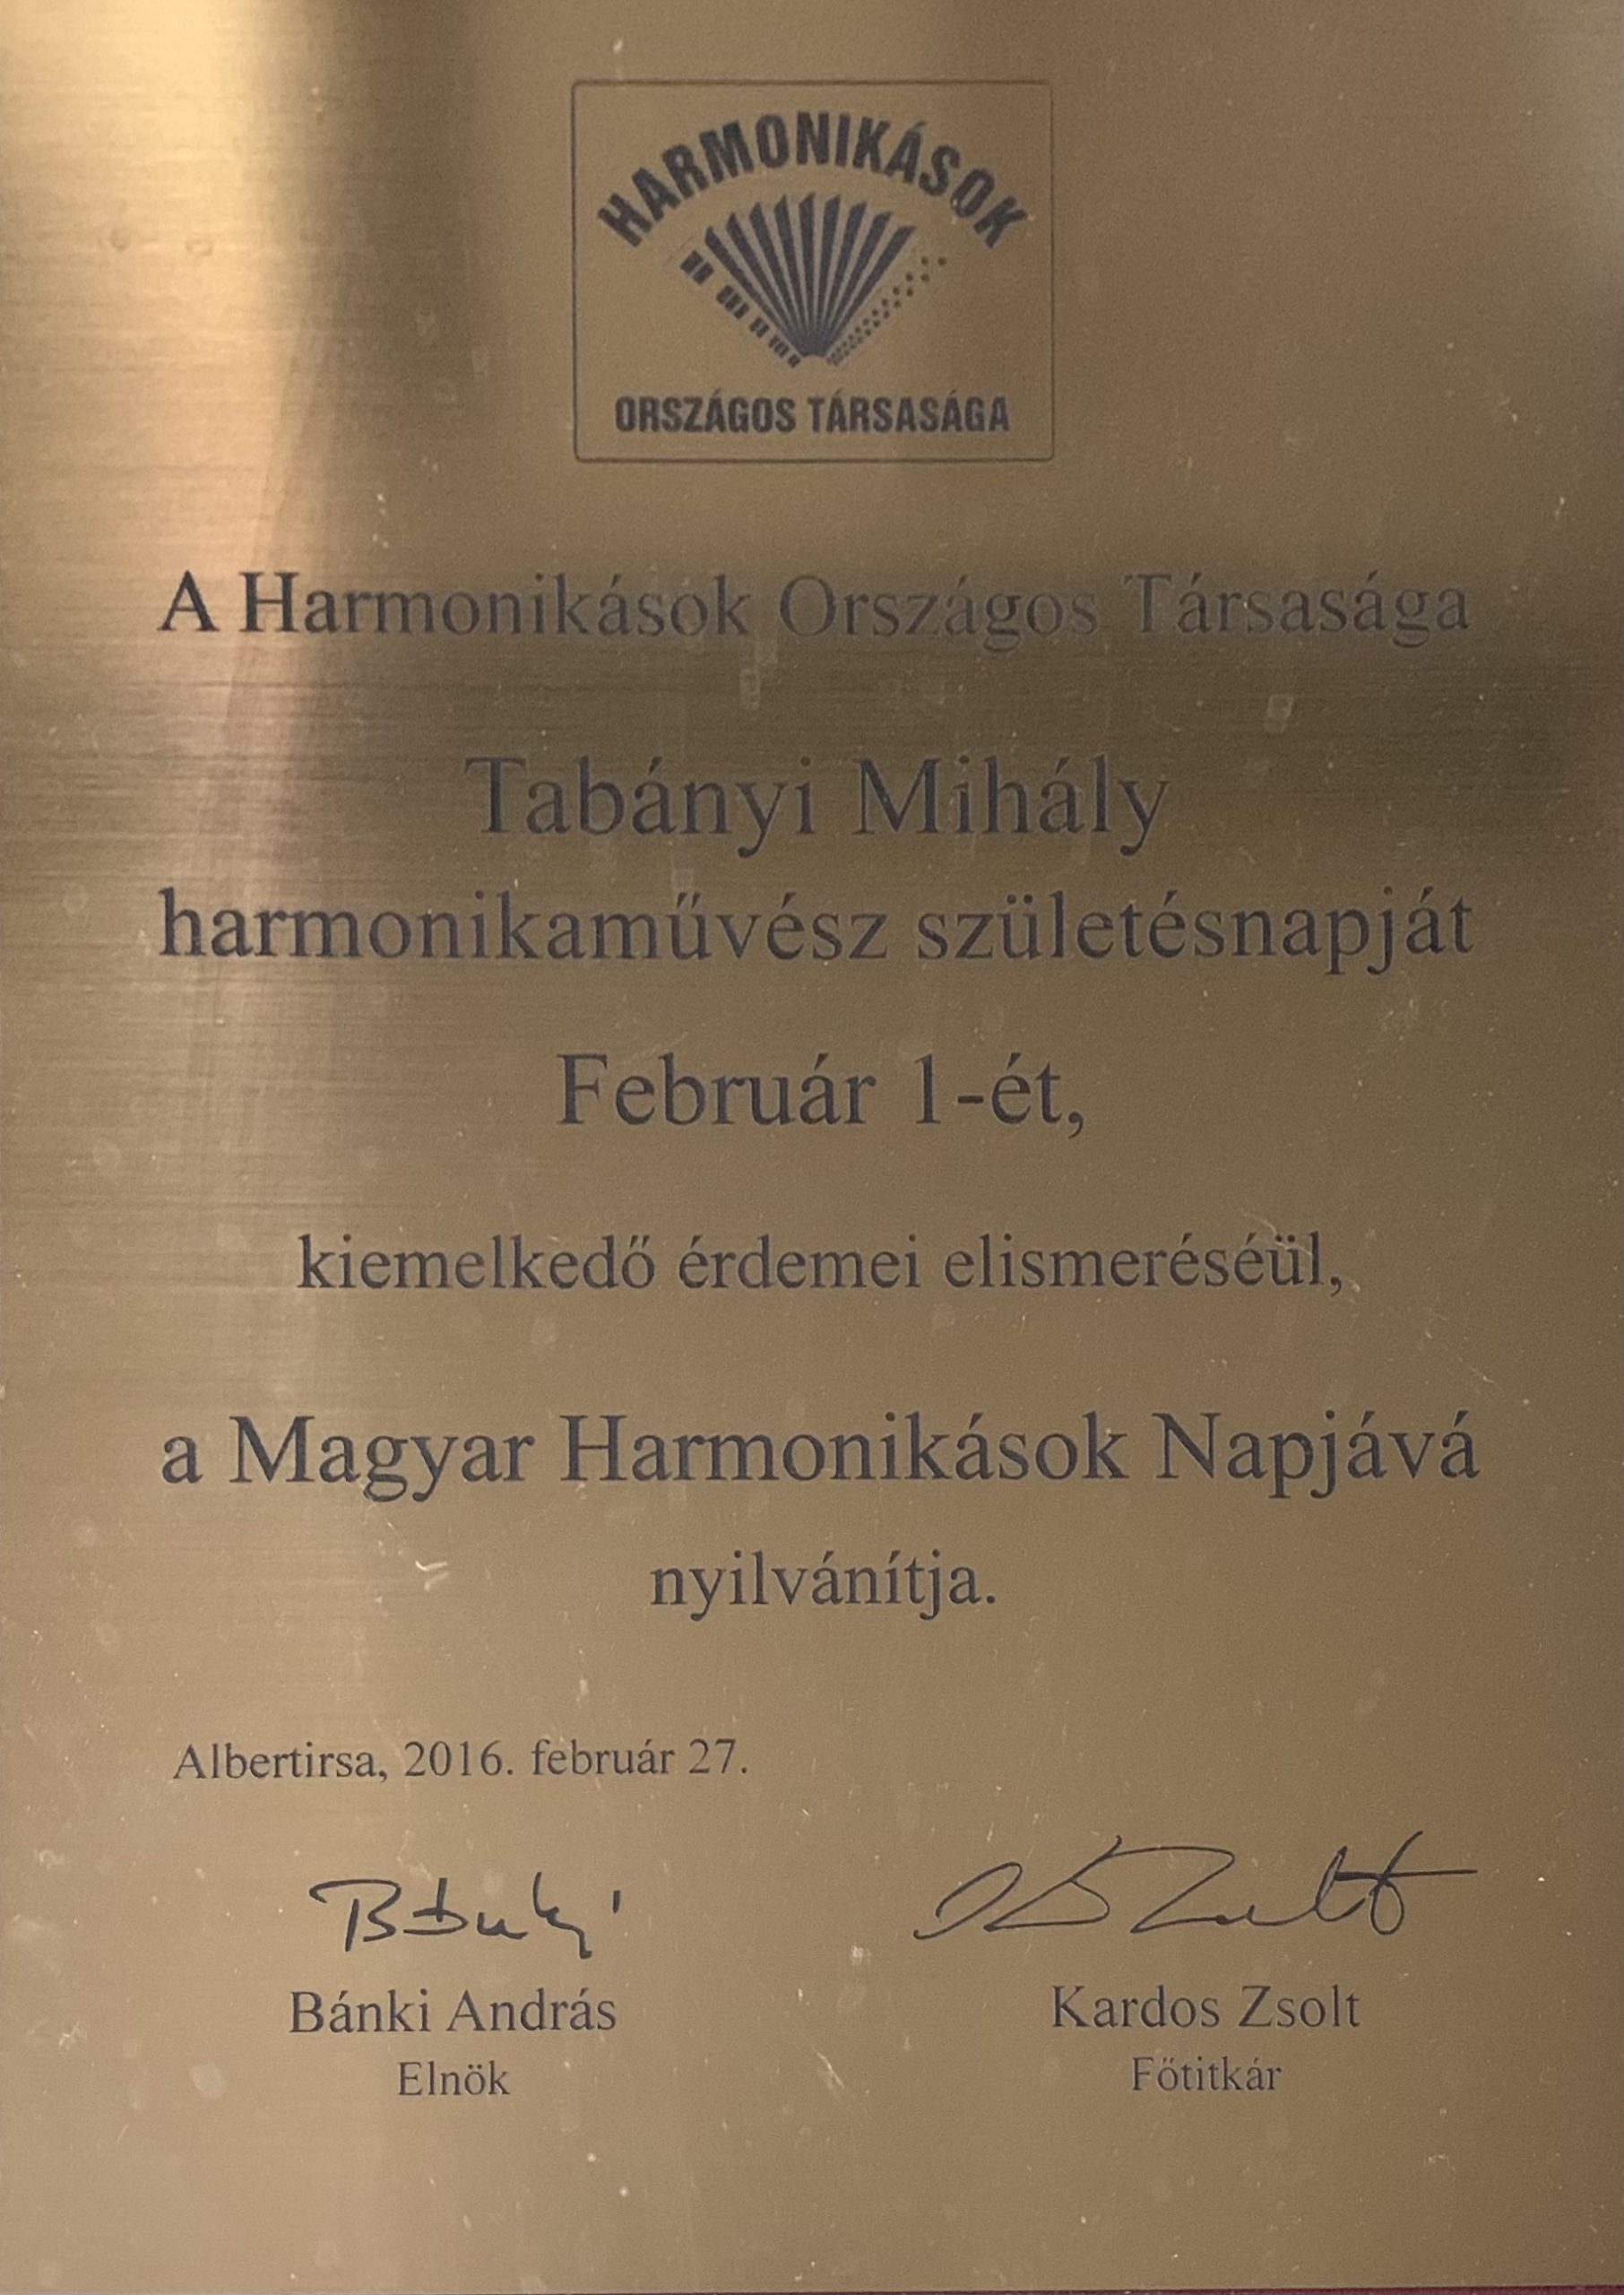 HARMONIKÁSOK
ORSZÁGOS TÁRSASÁGA
A Harmonikások Országos Társasága
Tabányi Mihály
harmonikaművész születésnapját
Február 1-ét,
kiemelkedő érdemei elismeréséül,
a Magyar Harmonikások Napjává
nyilvánítja.
Albertirsa, 2016. február 27.
Bánki András
Elnök
Kardos Zsolt
Főtitkár